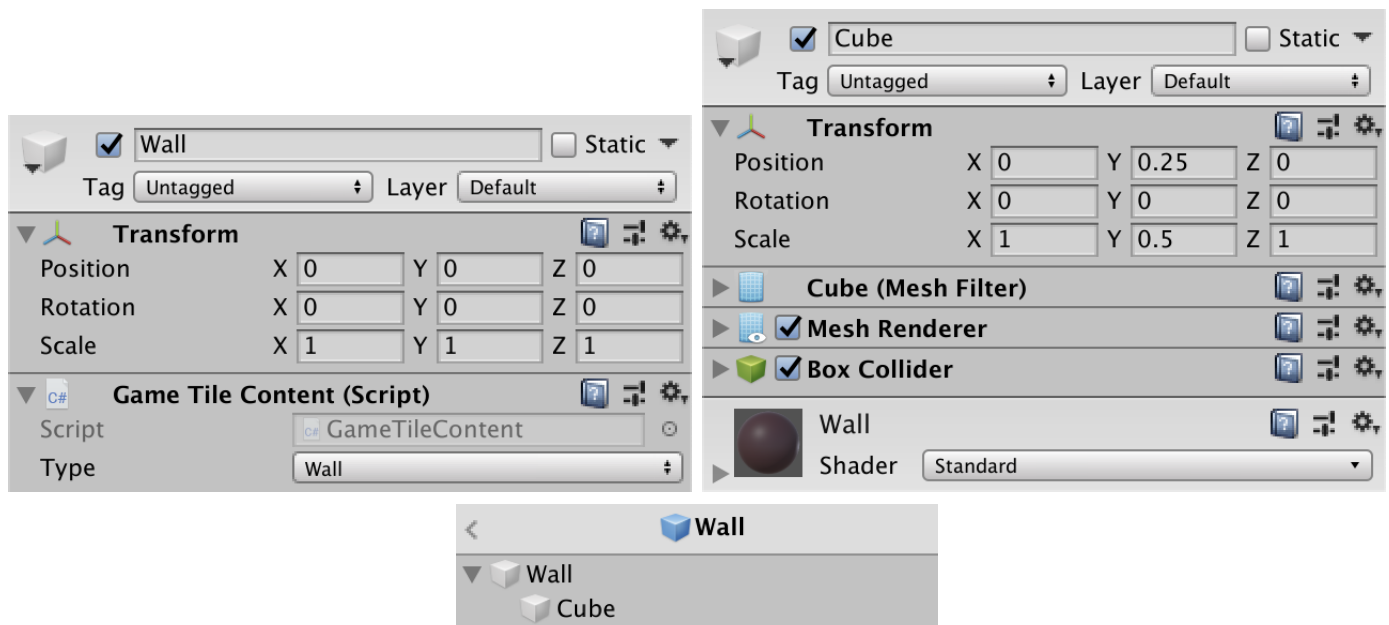 Wall
Static
Tag Untagged Layer Default
Transform
Position X 0 Y 0 Z 0
Rotation X 0 Y 0 Z 0
Scale X 1 Y 1 Z 1
C# Game Tile Content (Script)
Script C# GameTileContent
Type Wall
Cube
Static
Tag Untagged Layer Default
Transform
Position X 0 Y 0.25 Z 0
Rotation X 0 Y 0 Z 0
Scale X 1 Y 0.5 Z 1
Cube (Mesh Filter)
Mesh Renderer
Box Collider
Wall
Shader Standard
Wall
Wall
Cube